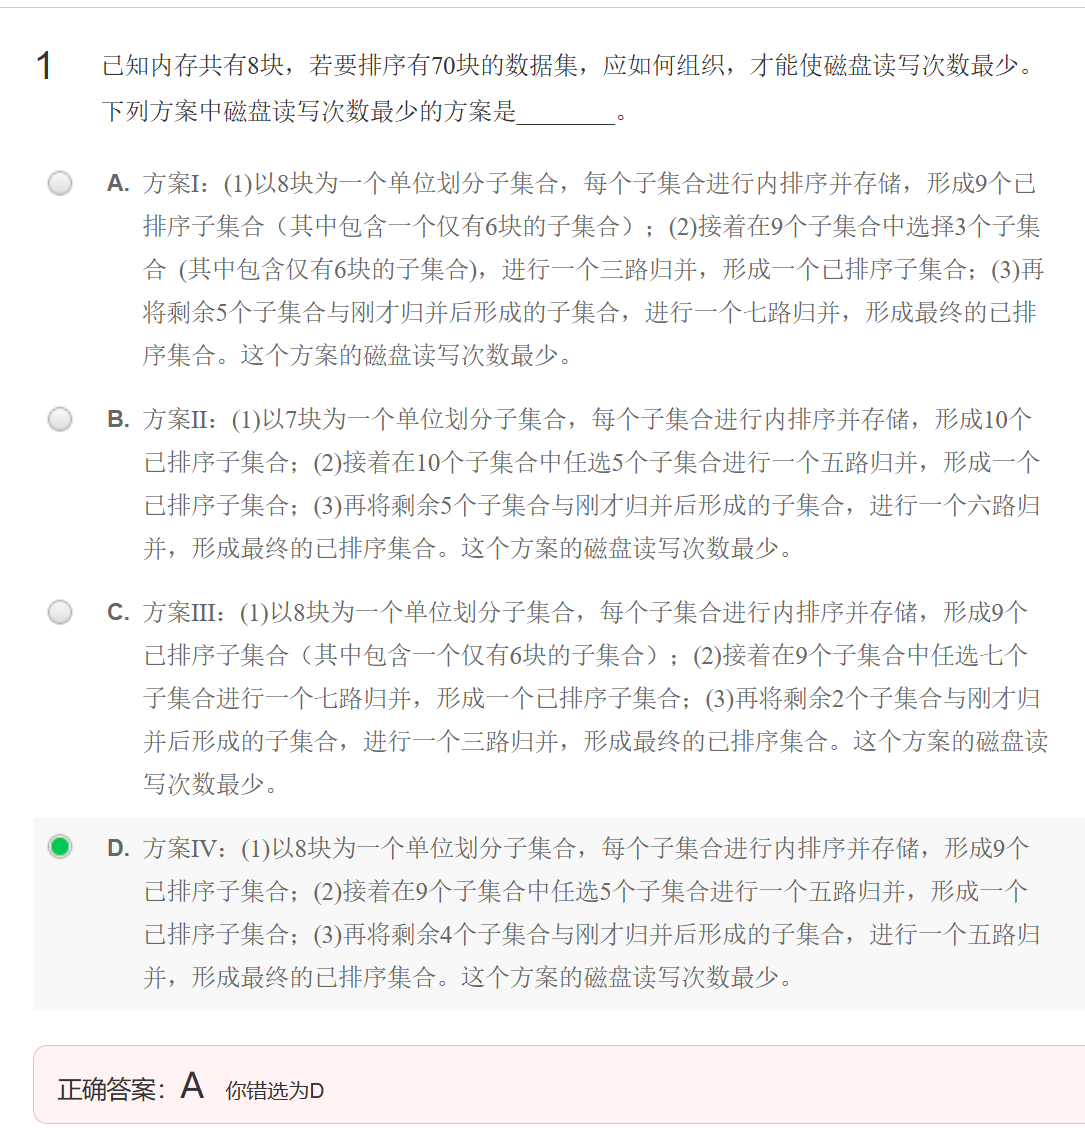 1 已知内存共有8块，若要排序有70块的数据集，应如何组织，才能使磁盘读写次数最少。
下列方案中磁盘读写次数最少的方案是________。
A. 方案I：(1)以8块为一个单位划分子集合，每个子集合进行内排序并存储，形成9个已
排序子集合（其中包含一个仅有6块的子集合）；(2)接着在9个子集合中选择3个子集
合 (其中包含仅有6块的子集合)，进行一个三路归并，形成一个已排序子集合；(3)再
将剩余5个子集合与刚才归并后形成的子集合，进行一个七路归并，形成最终的已排
序集合。这个方案的磁盘读写次数最少。
B. 方案II：(1)以7块为一个单位划分子集合，每个子集合进行内排序并存储，形成10个
已排序子集合；(2)接着在10个子集合中任选5个子集合进行一个五路归并，形成一个
已排序子集合；(3)再将剩余5个子集合与刚才归并后形成的子集合，进行一个六路归
并，形成最终的已排序集合。这个方案的磁盘读写次数最少。
C. 方案III：(1)以8块为一个单位划分子集合，每个子集合进行内排序并存储，形成9个
已排序子集合（其中包含一个仅有6块的子集合）；(2)接着在9个子集合中任选七个
子集合进行一个七路归并，形成一个已排序子集合；(3)再将剩余2个子集合与刚才归
并后形成的子集合，进行一个三路归并，形成最终的已排序集合。这个方案的磁盘读
写次数最少。
D. 方案IV：(1)以8块为一个单位划分子集合，每个子集合进行内排序并存储，形成9个
已排序子集合；(2)接着在9个子集合中任选5个子集合进行一个五路归并，形成一个
已排序子集合；(3)再将剩余4个子集合与刚才归并后形成的子集合，进行一个五路归
并，形成最终的已排序集合。这个方案的磁盘读写次数最少。
正确答案：A 你错选为D